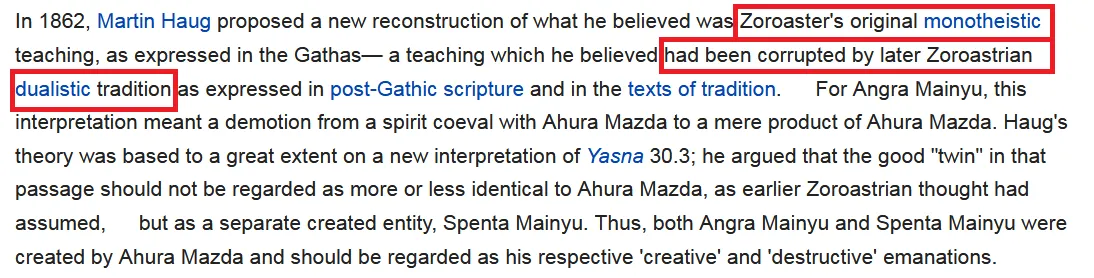 In 1862, Martin Haug proposed a new reconstruction of what he believed was Zoroaster's original monotheistic
teaching, as expressed in the Gathas— a teaching which he believed had been corrupted by later Zoroastrian
dualistic tradition as expressed in post-Gathic scripture and in the texts of tradition. For Angra Mainyu, this
interpretation meant a demotion from a spirit coeval with Ahura Mazda to a mere product of Ahura Mazda. Haug's
theory was based to a great extent on a new interpretation of Yasna 30.3; he argued that the good "twin" in that
passage should not be regarded as more or less identical to Ahura Mazda, as earlier Zoroastrian thought had
assumed, but as a separate created entity, Spenta Mainyu. Thus, both Angra Mainyu and Spenta Mainyu were
created by Ahura Mazda and should be regarded as his respective 'creative' and 'destructive' emanations.